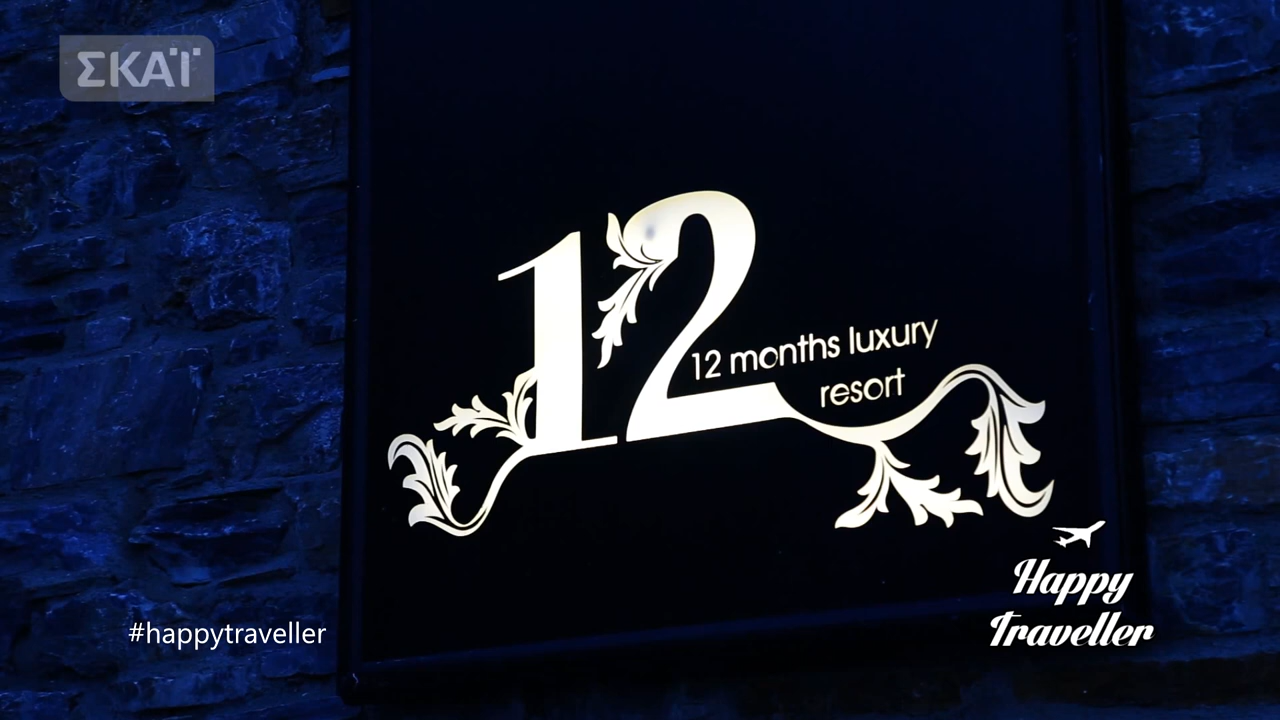 ΣΚΑΪ
12
12 months luxury
resort
Happy
Traveller
#happytraveller